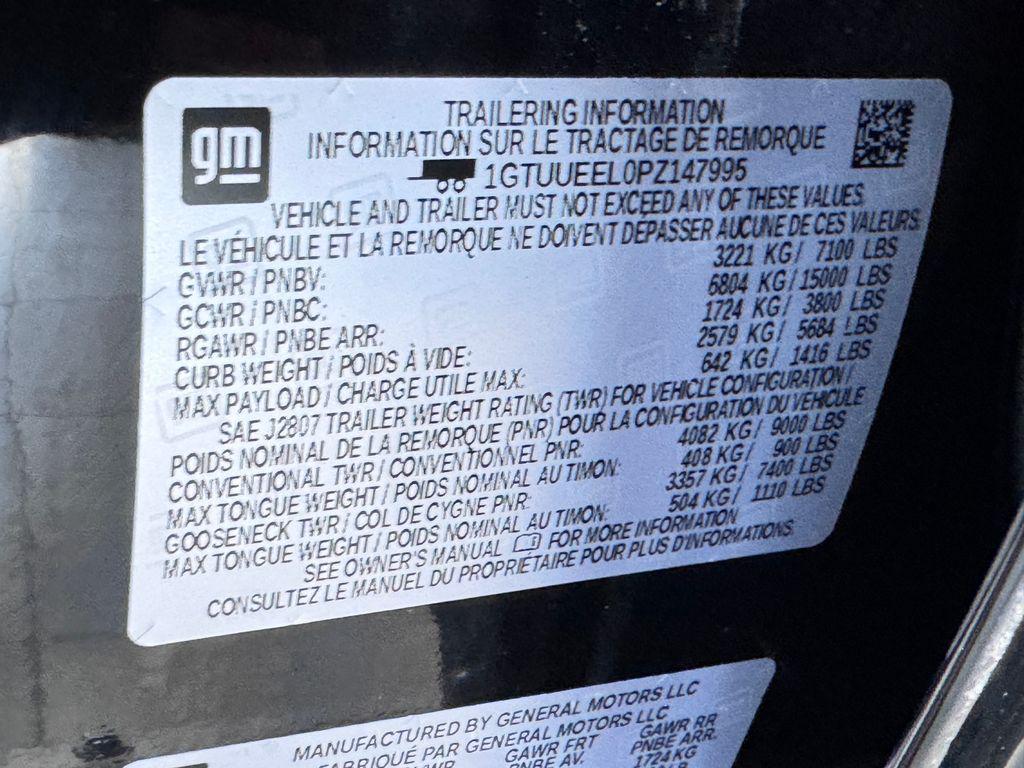 gm
TRAILERING INFORMATION
INFORMATION SUR LE TRACTAGE DE REMORQUE
1GTUUEEL0PZ147995
VEHICLE AND TRAILER MUST NOT EXCEED ANY OF THESE VALUES.
LE VÉHICULE ET LA REMORQUE NE DOIVENT DÉPASSER AUCUNE DE CES VALEURS.
GVWR / PNBV: 3221 KG/ 7100 LBS
GCWR / PNBC: 6804 KG/ 15000 LBS
RGAWR / PNBE ARR: 1724 KG/ 3800 LBS
CURB WEIGHT / POIDS À VIDE: 2579 KG/ 5684 LBS
MAX PAYLOAD / CHARGE UTILE MAX: 642 KG/ 1416 LBS
SAE J2807 TRAILER WEIGHT RATING (TWR) FOR VEHICLE CONFIGURATION /
POIDS NOMINAL DE LA REMORQUE (PNR) POUR LA CONFIGURATION DU VEHICULE
CONVENTIONAL TWR / CONVENTIONNEL PNR: 4082 KG/ 9000 LBS
MAX TONGUE WEIGHT / POIDS NOMINAL AU TIMON: 408 KG/ 900 LBS
GOOSENECK TWR / COL DE CYGNE PNR: 3357 KG/ 7400 LBS
MAX TONGUE WEIGHT / POIDS NOMINAL AU TIMON: 504 KG/ 1110 LBS
SEE OWNER'S MANUAL FOR MORE INFORMATION
CONSULTEZ LE MANUEL DU PROPRIÉTAIRE POUR PLUS D'INFORMATIONS
MANUFACTURED BY GENERAL MOTORS LLC
FABRIQUÉ PAR GENERAL MOTORS LLC
GAWR FRT GAWR RR
PNBE AV. PNBE ARR.
1724 KG